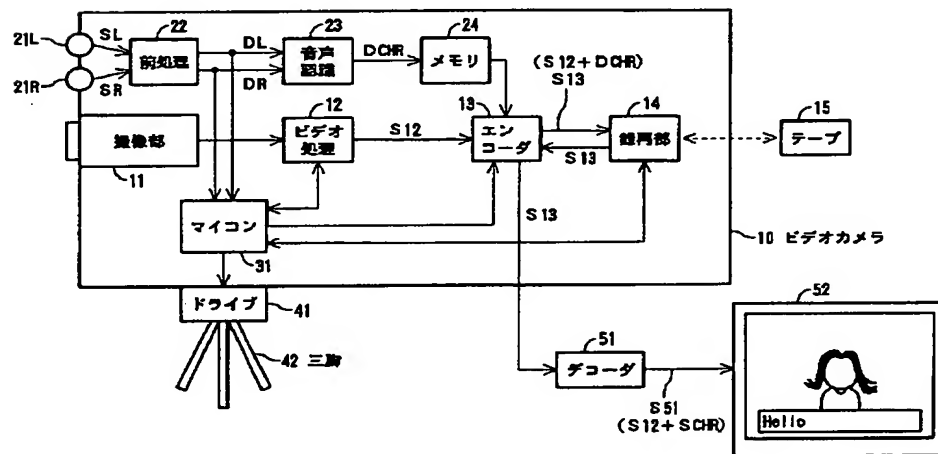 21L
SL
22
前処理
DL
23
音声
認識
DCHR
24
メモリ
21R
SR
DR
(S12+DCHR)
S13
撮像部
11
12
ビデオ
処理
S12
13
エン
コーダ
S13
14
録再部
15
テープ
マイコン
31
S13
10 ビデオカメラ
ドライブ
41
42 三脚
51
デコーダ
S51
(S12+SCHR)
52
Hello